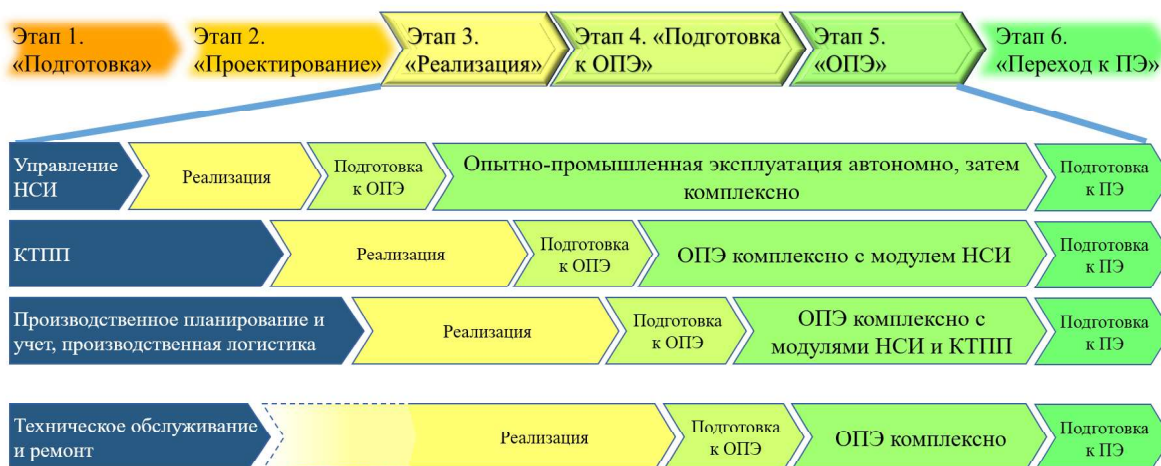 Этап 1.
«Подготовка»
Этап 2.
«Проектирование»
Этап 3.
«Реализация»
Этап 4. «Подготовка
к ОПЭ»
Этап 5.
«ОПЭ»
Этап 6.
«Переход к ПЭ»
Управление
НСИ
Реализация
Подготовка
к ОПЭ
Опытно-промышленная эксплуатация автономно, затем
комплексно
Подготовка
к ПЭ
КТПП
Реализация
Подготовка
к ОПЭ
ОПЭ комплексно с модулем НСИ
Подготовка
к ПЭ
Производственное планирование и
учет, производственная логистика
Реализация
Подготовка
к ОПЭ
ОПЭ комплексно с
модулями НСИ и КТПП
Подготовка
к ПЭ
Техническое обслуживание
и ремонт
Реализация
Подготовка
к ОПЭ
ОПЭ комплексно
Подготовка
к ПЭ